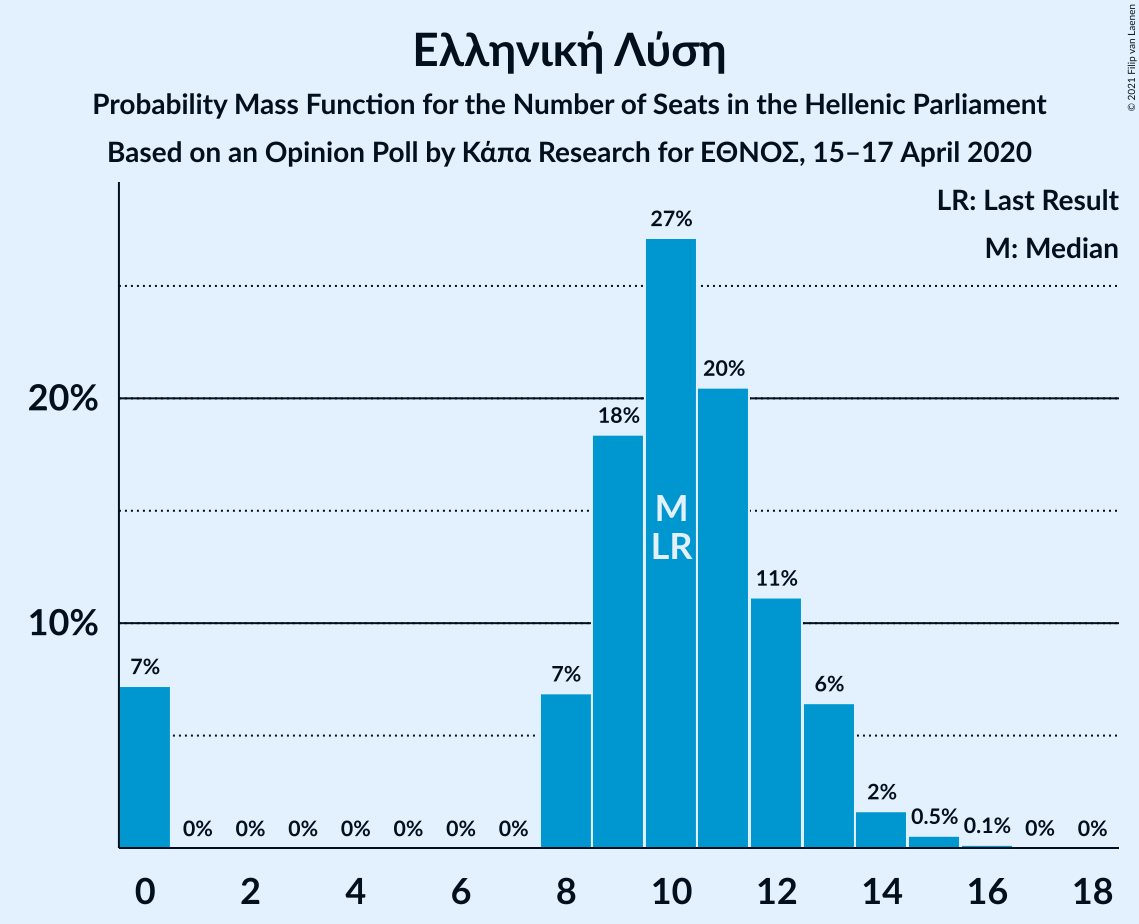 Ελληνική Λύση
Probability Mass Function for the Number of Seats in the Hellenic Parliament
Based on an Opinion Poll by Κάπα Research for ΕΘΝΟΣ, 15–17 April 2020
© 2021 Filip van Laenen
LR: Last Result
M: Median
27%
20%
20%
18%
M
LR
11%
10%
7%
7%
6%
2%
0% 0% 0% 0% 0% 0% 0% 0.5% 0.1% 0% 0%
0 2 4 6 8 10 12 14 16 18